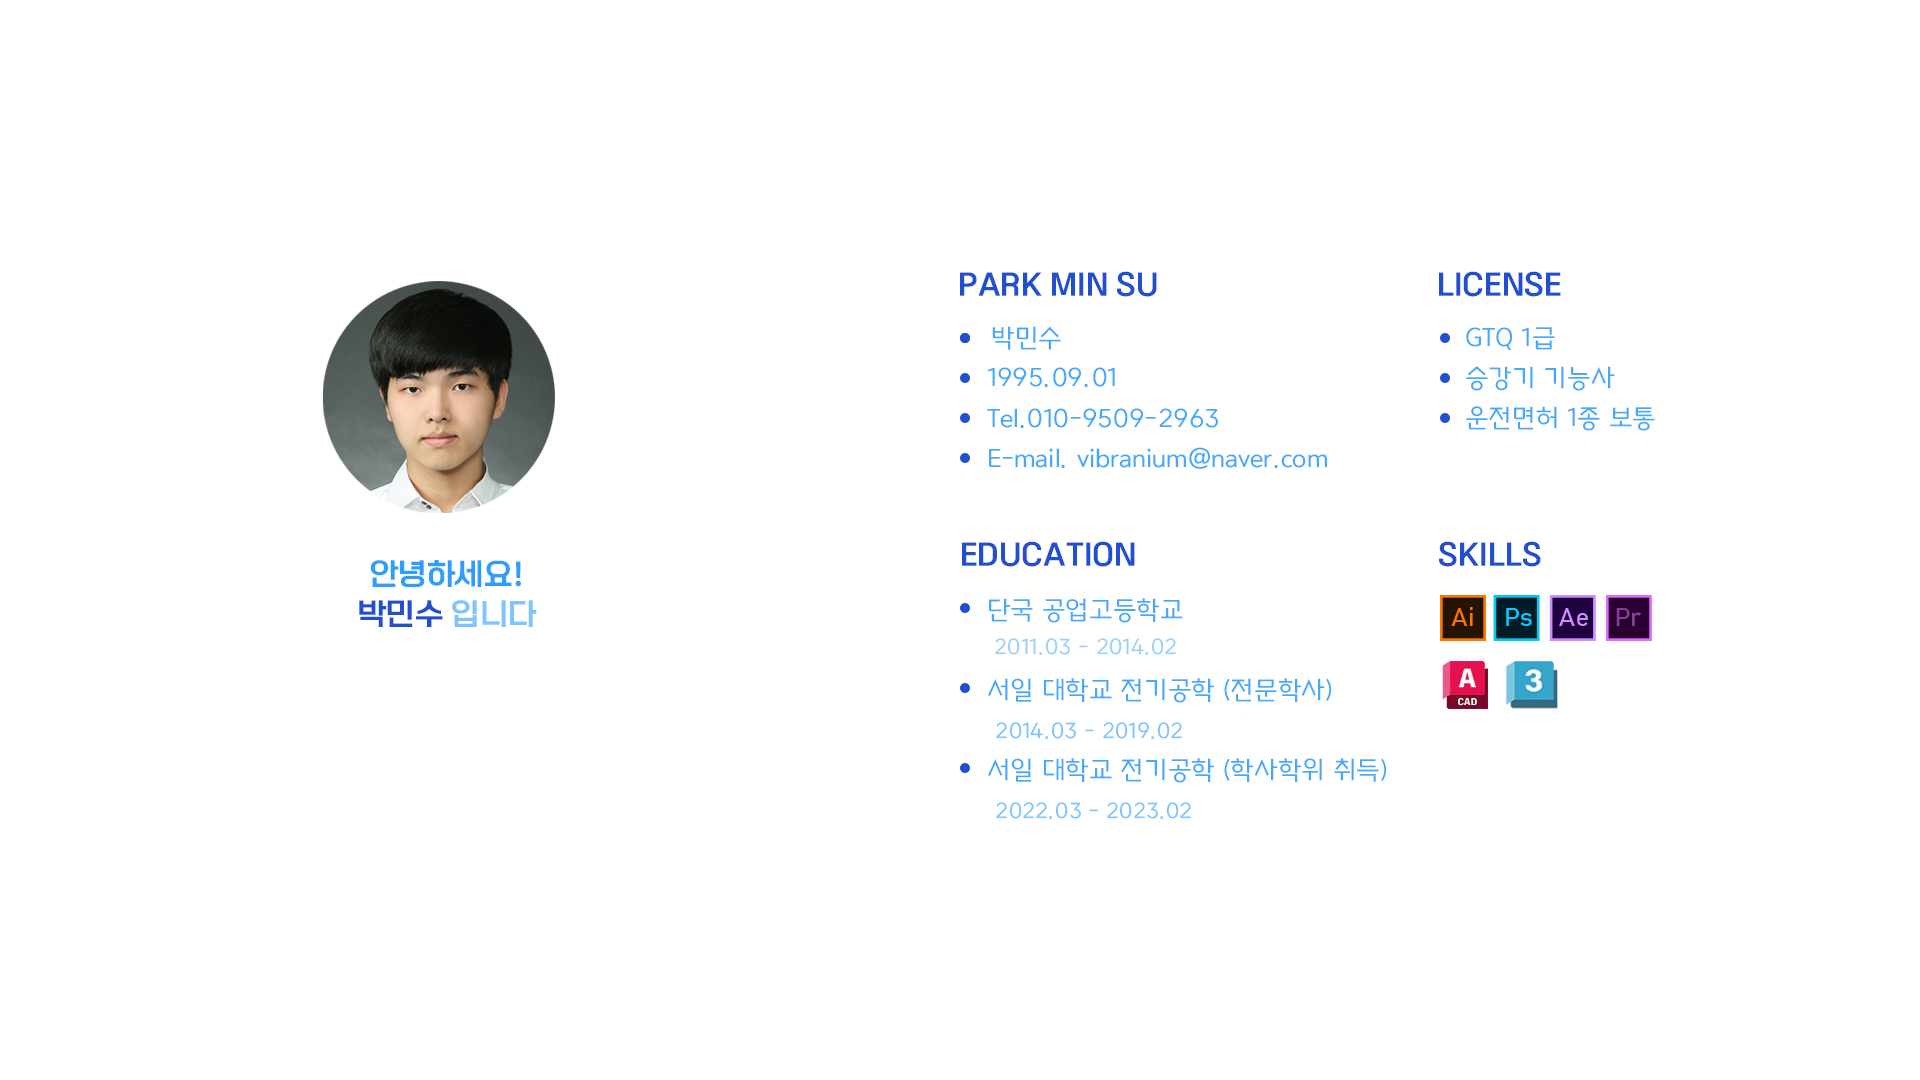 안녕하세요!
박민수 입니다
PARK MIN SU
박민수
1995.09.01
Tel.010-9509-2963
E-mail. vibranium@naver.com
LICENSE
GTQ 1급
승강기 기능사
운전면허 1종 보통
EDUCATION
단국 공업고등학교
2011.03 - 2014.02
서일 대학교 전기공학 (전문학사)
2014.03 - 2019.02
서일 대학교 전기공학 (학사학위 취득)
2022.03 - 2023.02
SKILLS
Ai Ps Ae Pr
A 3
CAD